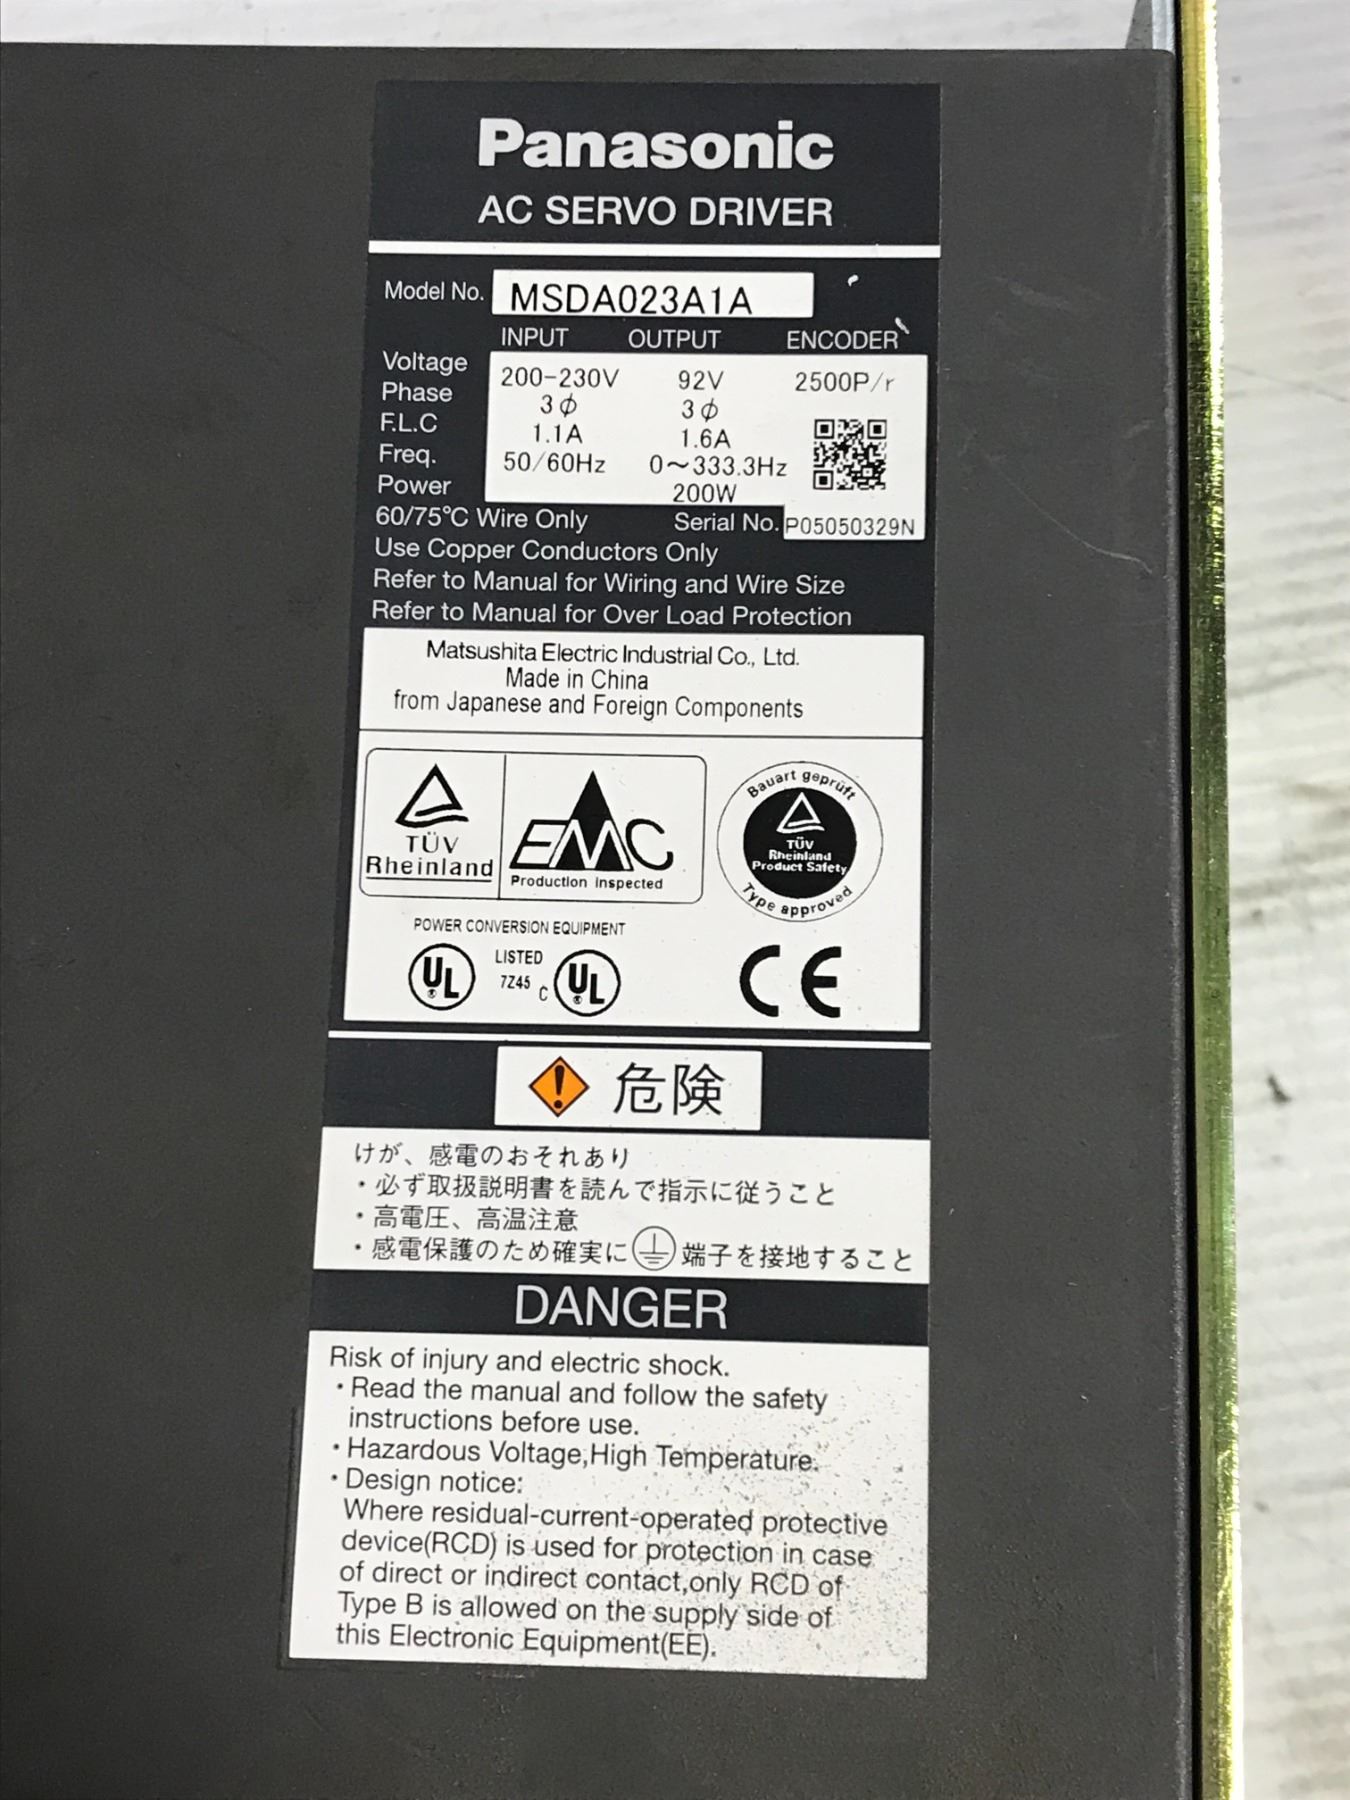 Panasonic
AC SERVO DRIVER
Model No. MSDA023A1A
INPUT OUTPUT ENCODER
Voltage 200-230V 92V 2500P/r
Phase 3ϕ 3ϕ
F.L.C 1.1A 1.6A
Freq. 50/60Hz 0～333.3Hz
Power 200W
60/75℃ Wire Only Serial No. P05050329N
Use Copper Conductors Only
Refer to Manual for Wiring and Wire Size
Refer to Manual for Over Load Protection
Matsushita Electric Industrial Co., Ltd.
Made in China
from Japanese and Foreign Components
TÜV
Rheinland
EMC
Production Inspected
Bauart geprüft
TÜV
Rheinland
Product Safety
Type approved
POWER CONVERSION EQUIPMENT
UL ® LISTED 7Z45 C UL ®
CE
危険
けが、感電のおそれあり
・必ず取扱説明書を読んで指示に従うこと
・高電圧、高温注意
・感電保護のため確実に⏚端子を接地すること
DANGER
Risk of injury and electric shock.
・Read the manual and follow the safety
instructions before use.
・Hazardous Voltage,High Temperature.
・Design notice:
Where residual-current-operated protective
device(RCD) is used for protection in case
of direct or indirect contact,only RCD of
Type B is allowed on the supply side of
this Electronic Equipment(EE).